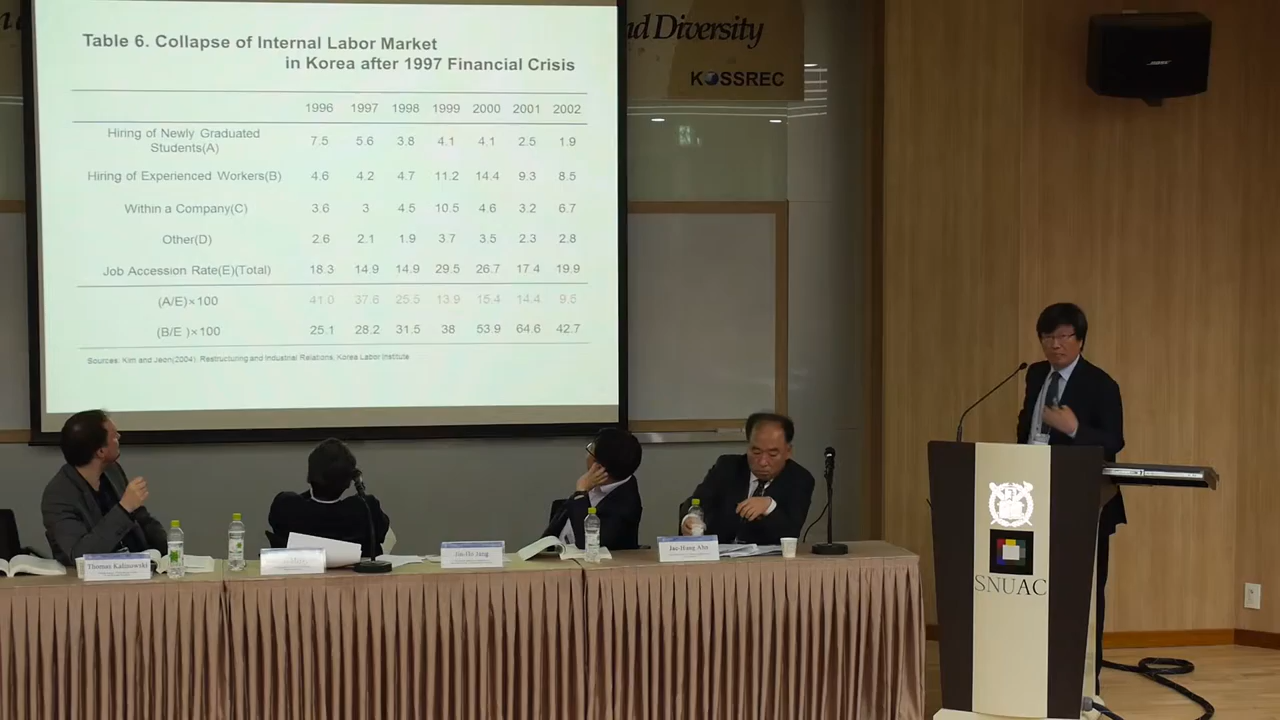 nd Diversity
KOSSREC
BOSE
Table 6. Collapse of Internal Labor Market
in Korea after 1997 Financial Crisis
1996 1997 1998 1999 2000 2001 2002
Hiring of Newly Graduated
Students(A) 7.5 5.6 3.8 4.1 4.1 2.5 1.9
Hiring of Experienced Workers(B) 4.6 4.2 4.7 11.2 14.4 9.3 8.5
Within a Company(C) 3.6 3 4.5 10.5 4.6 3.2 6.7
Other(D) 2.6 2.1 1.9 3.7 3.5 2.3 2.8
Job Accession Rate(E)(Total) 18.3 14.9 14.9 29.5 26.7 17.4 19.9
(A/E)×100 41.0 37.6 25.5 13.9 15.4 14.4 9.5
(B/E )×100 25.1 28.2 31.5 38 53.9 64.6 42.7
Sources: Kim and Jeon(2004), Restructuring and Industrial Relations, Korea Labor Institute
Thomas Kalinowski
Jin-Ho Jang
Jae-Hung Ahn
SNUAC